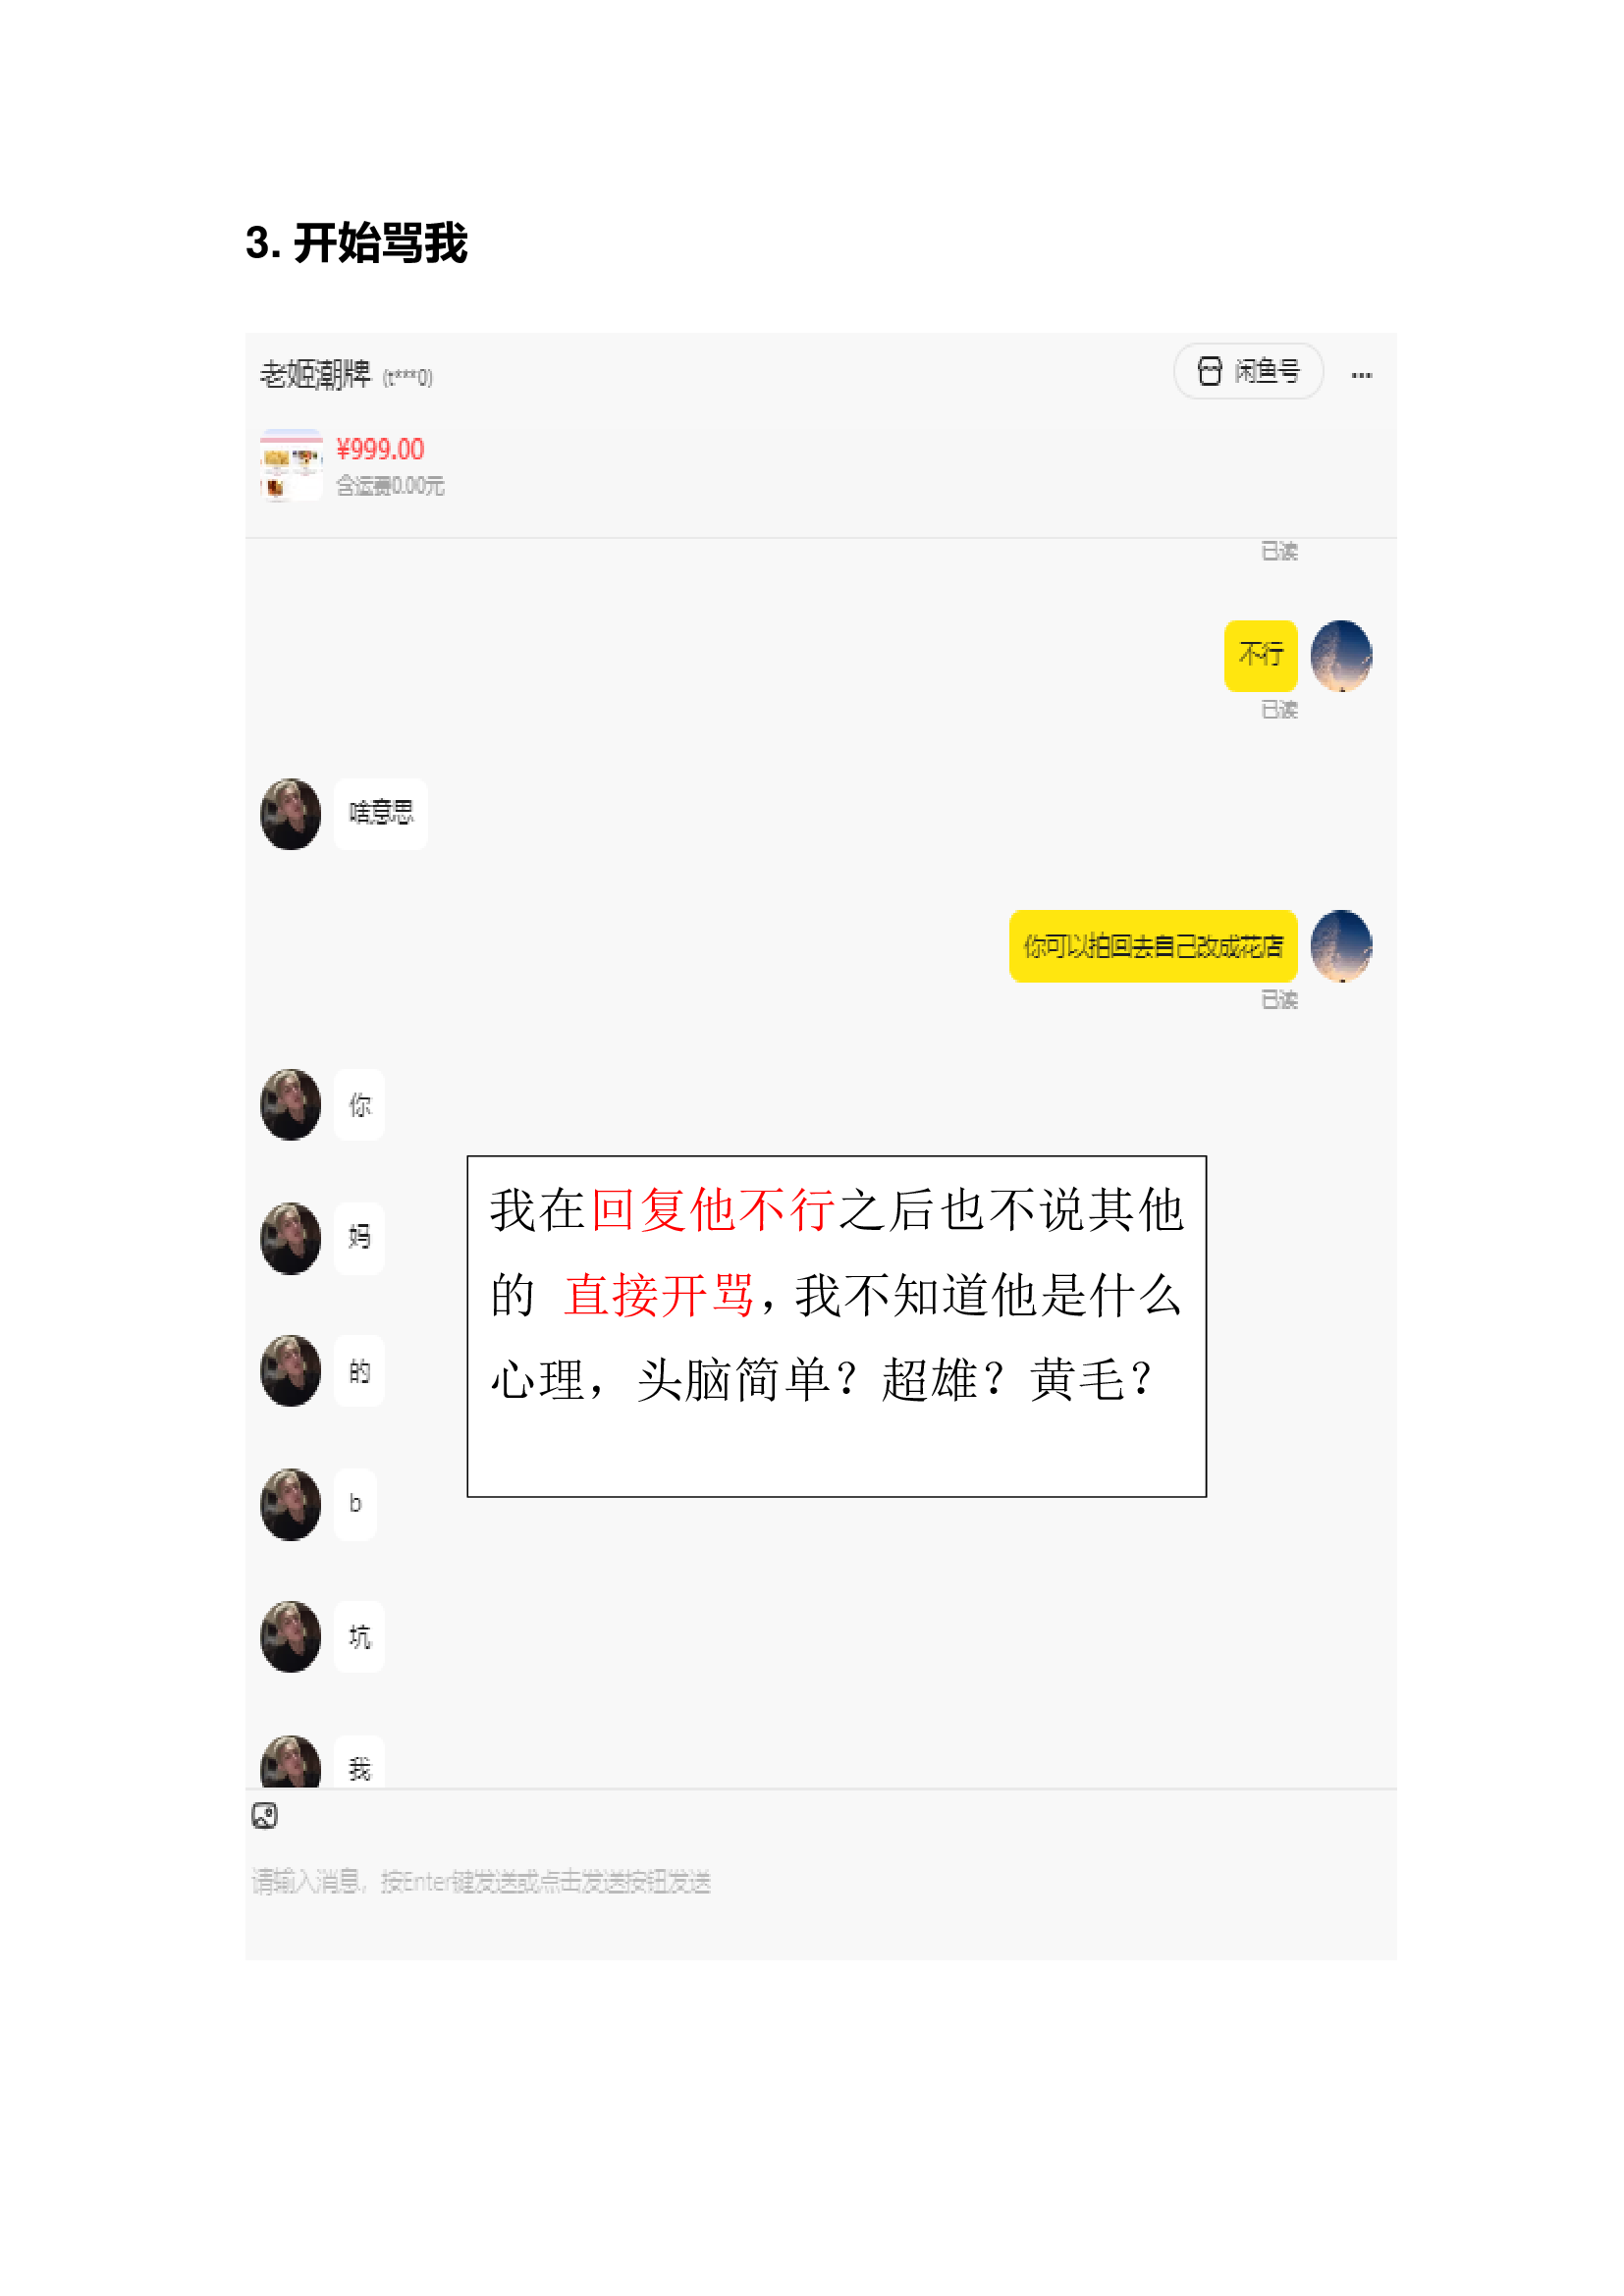 3. 开始骂我
老姬潮牌 (t***0)
闲鱼号
¥999.00
含运费0.00元
已读
不行
已读
啥意思
你可以拍回去自己改成花店
已读
你
妈
的
b
坑
我
我在回复他不行之后也不说其他
的 直接开骂，我不知道他是什么
心理，头脑简单？超雄？黄毛？
请输入消息，按Enter键发送或点击发送按钮发送